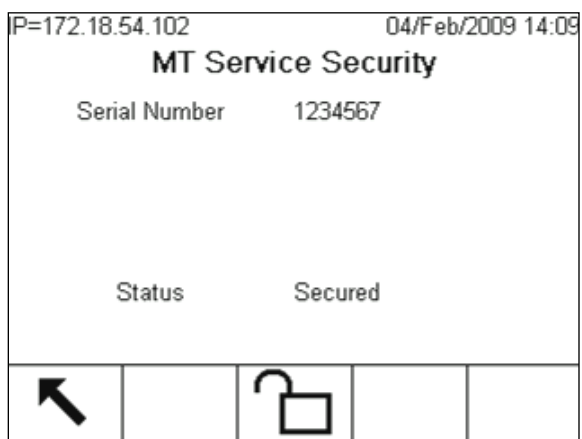 IP=172.18.54.102 04/Feb/2009 14:09
MT Service Security
Serial Number 1234567
Status Secured